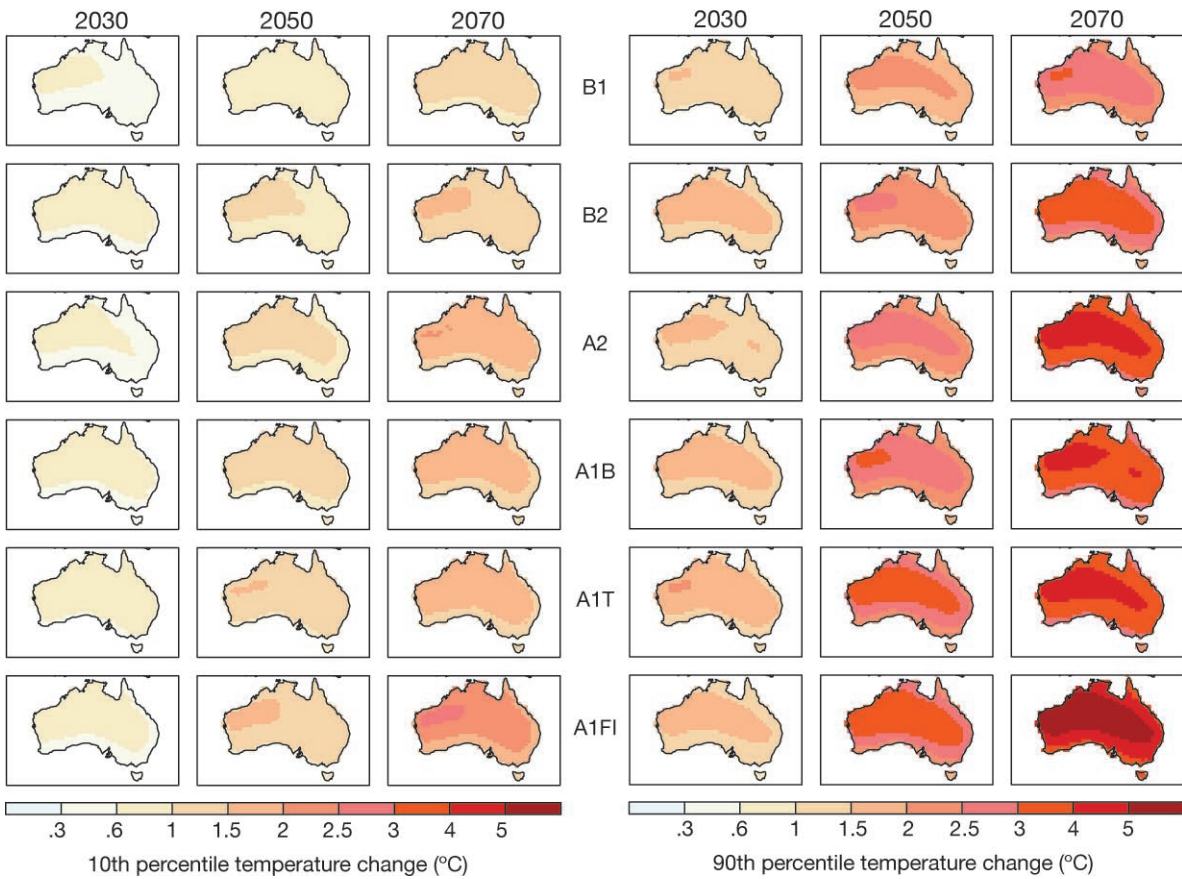 2030 2050 2070 2030 2050 2070
B1
B2
A2
A1B
A1T
A1FI
.3 .6 1 1.5 2 2.5 3 4 5
10th percentile temperature change (ºC)
.3 .6 1 1.5 2 2.5 3 4 5
90th percentile temperature change (ºC)